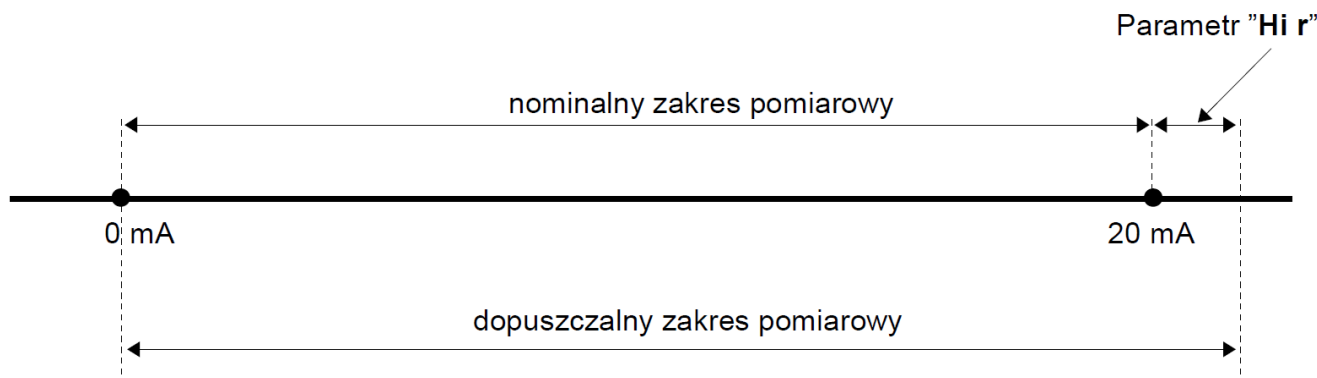 Parametr ”Hi r”
nominalny zakres pomiarowy
0 mA
20 mA
dopuszczalny zakres pomiarowy